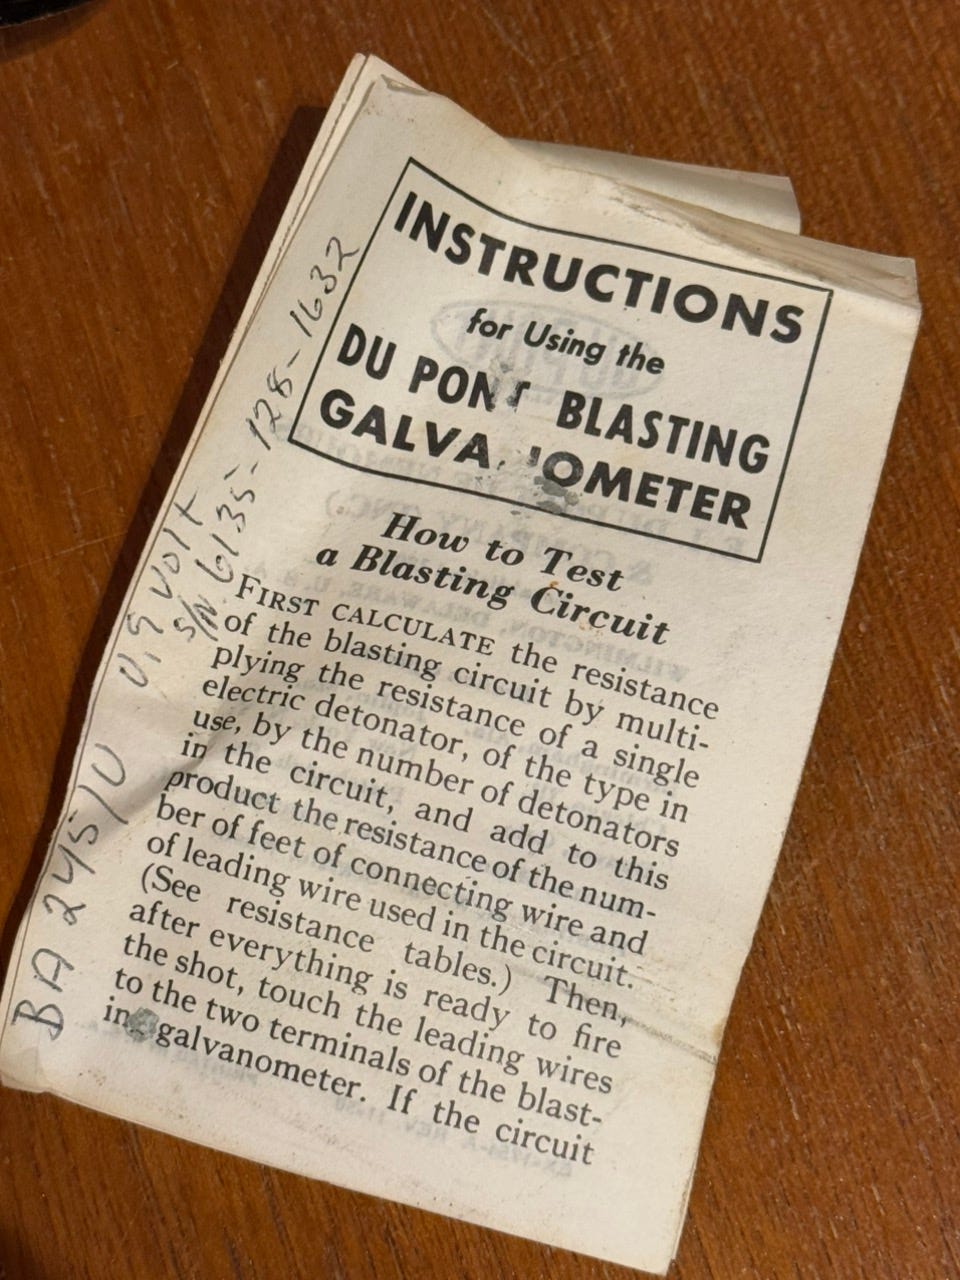 INSTRUCTIONS
for Using the
DU PONT BLASTING
GALVA OMETER
How to Test
a Blasting Circuit
FIRST CALCULATE the resistance
of the blasting circuit by multi-
plying the resistance of a single
electric detonator, of the type in
use, by the number of detonators
in the circuit, and add to this
product the resistance of the num-
ber of feet of connecting wire and
of leading wire used in the circuit.
(See resistance tables.) Then,
after everything is ready to fire
the shot, touch the leading wires
to the two terminals of the blast-
ing galvanometer. If the circuit
BA 245/U 0,9 volt
S/N 6135-128-1632